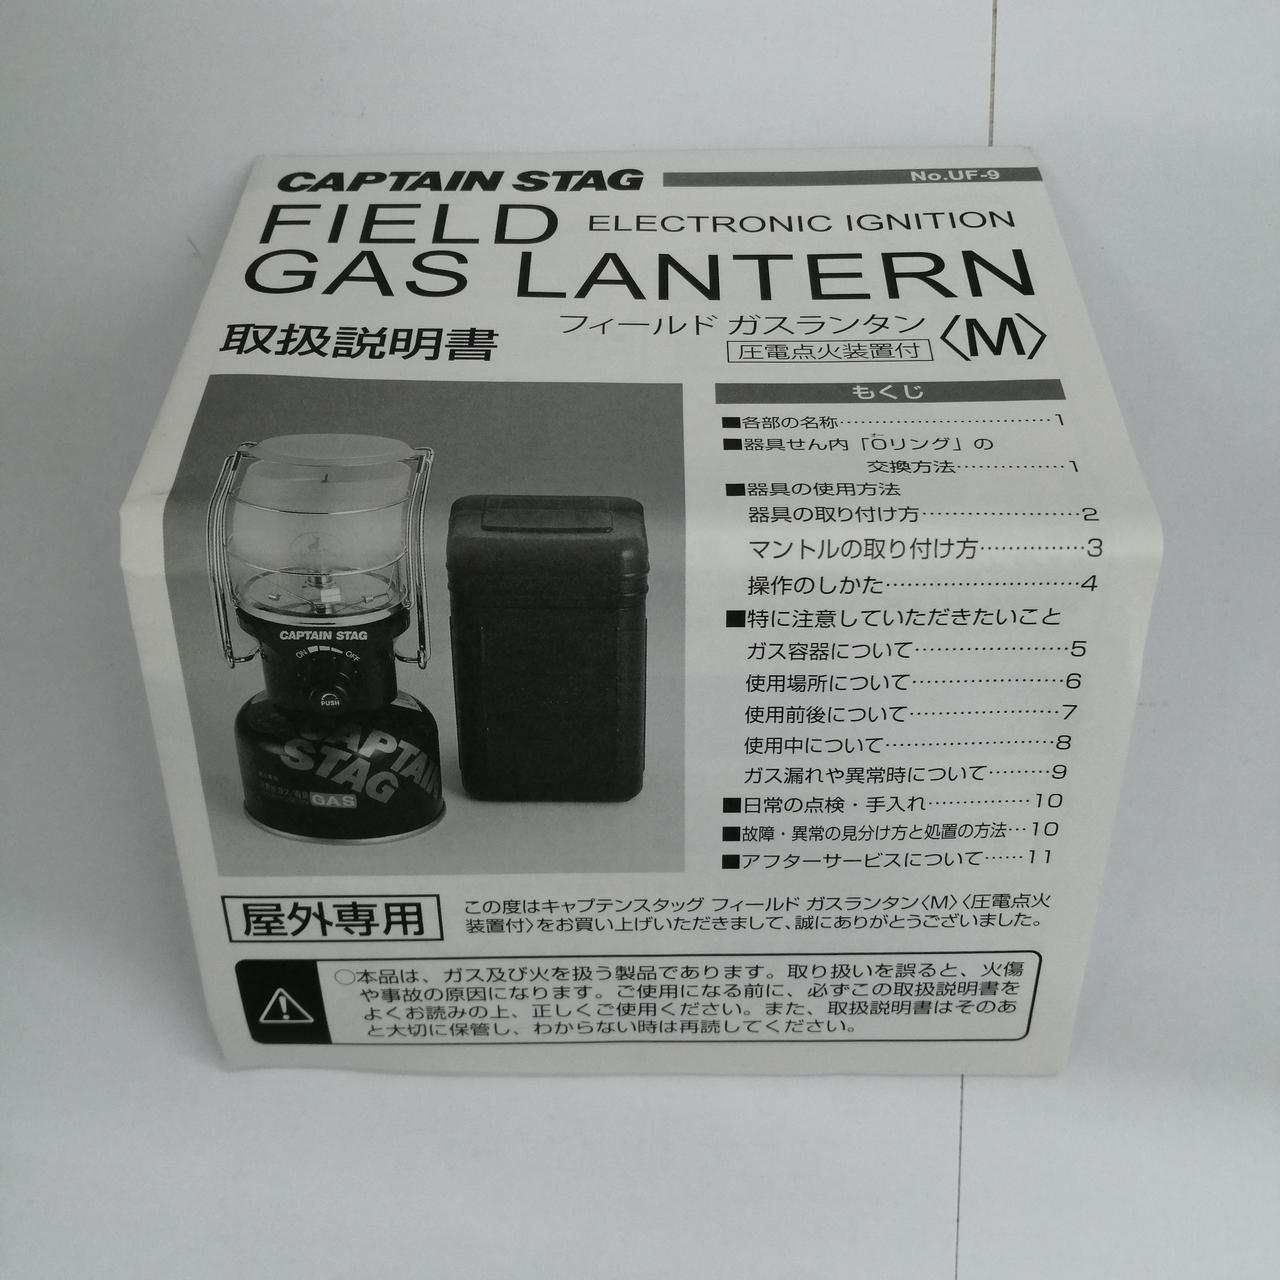 CAPTAIN STAG
No.UF-9
FIELD ELECTRONIC IGNITION
GAS LANTERN
取扱説明書
フィールド ガスランタン
圧電点火装置付
〈M〉
もくじ
■各部の名称…………………………1
■器具せん内「Oリング」の
交換方法……………1
■器具の使用方法
器具の取り付け方…………………2
マントルの取り付け方……………3
操作のしかた………………………4
■特に注意していただきたいこと
ガス容器について…………………5
使用場所について…………………6
使用前後について…………………7
使用中について……………………8
ガス漏れや異常時について………9
■日常の点検・手入れ……………10
■故障・異常の見分け方と処置の方法…10
■アフターサービスについて……11
CAPTAIN STAG
ON OFF
PUSH
CAPTAIN
STAG
GAS
屋外専用
この度はキャプテンスタッグ フィールド ガスランタン〈M〉〈圧電点火
装置付〉をお買い上げいただきまして、誠にありがとうございました。
○本品は、ガス及び火を扱う製品であります。取り扱いを誤ると、火傷
や事故の原因になります。ご使用になる前に、必ずこの取扱説明書を
よくお読みの上、正しくご使用ください。また、取扱説明書はそのあ
と大切に保管し、わからない時は再読してください。